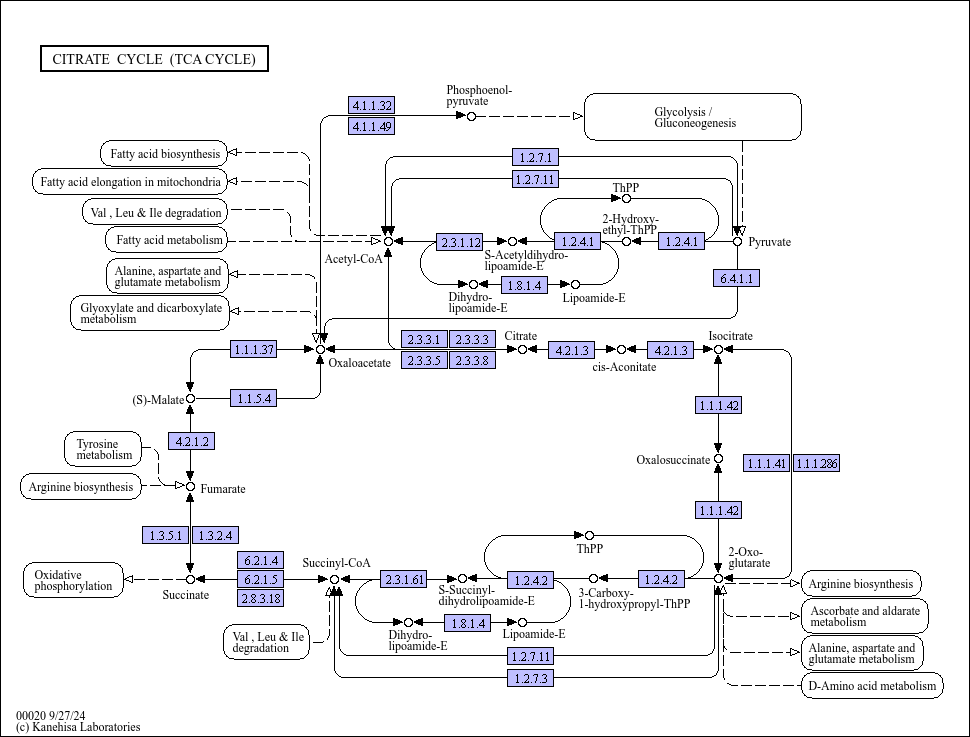 CITRATE CYCLE (TCA CYCLE)
Phosphoenol-
pyruvate
4.1.1.32
4.1.1.49
Glycolysis /
Gluconeogenesis
Fatty acid biosynthesis
Fatty acid elongation in mitochondria
Val , Leu & Ile degradation
Fatty acid metabolism
Alanine, aspartate and
glutamate metabolism
Glyoxylate and dicarboxylate
metabolism
1.2.7.1
1.2.7.11
ThPP
2-Hydroxy-
ethyl-ThPP
Acetyl-CoA
2.3.1.12
S-Acetyldihydro-
lipoamide-E
1.2.4.1
1.2.4.1
Pyruvate
1.8.1.4
Dihydro-
lipoamide-E
Lipoamide-E
6.4.1.1
1.1.1.37
Oxaloacetate
2.3.3.1
2.3.3.3
2.3.3.5
2.3.3.8
Citrate
4.2.1.3
cis-Aconitate
4.2.1.3
Isocitrate
(S)-Malate
1.1.5.4
1.1.1.42
Tyrosine
metabolism
4.2.1.2
Oxalosuccinate
1.1.1.41
1.1.1.286
Arginine biosynthesis
Fumarate
1.1.1.42
1.3.5.1
1.3.2.4
6.2.1.4
6.2.1.5
2.8.3.18
Oxidative
phosphorylation
Succinate
Succinyl-CoA
2.3.1.61
S-Succinyl-
dihydrolipoamide-E
1.2.4.2
ThPP
3-Carboxy-
1-hydroxypropyl-ThPP
1.2.4.2
2-Oxo-
glutarate
Arginine biosynthesis
Ascorbate and aldarate
metabolism
Alanine, aspartate and
glutamate metabolism
D-Amino acid metabolism
Val , Leu & Ile
degradation
1.8.1.4
Dihydro-
lipoamide-E
Lipoamide-E
1.2.7.11
1.2.7.3
00020 9/27/24
(c) Kanehisa Laboratories